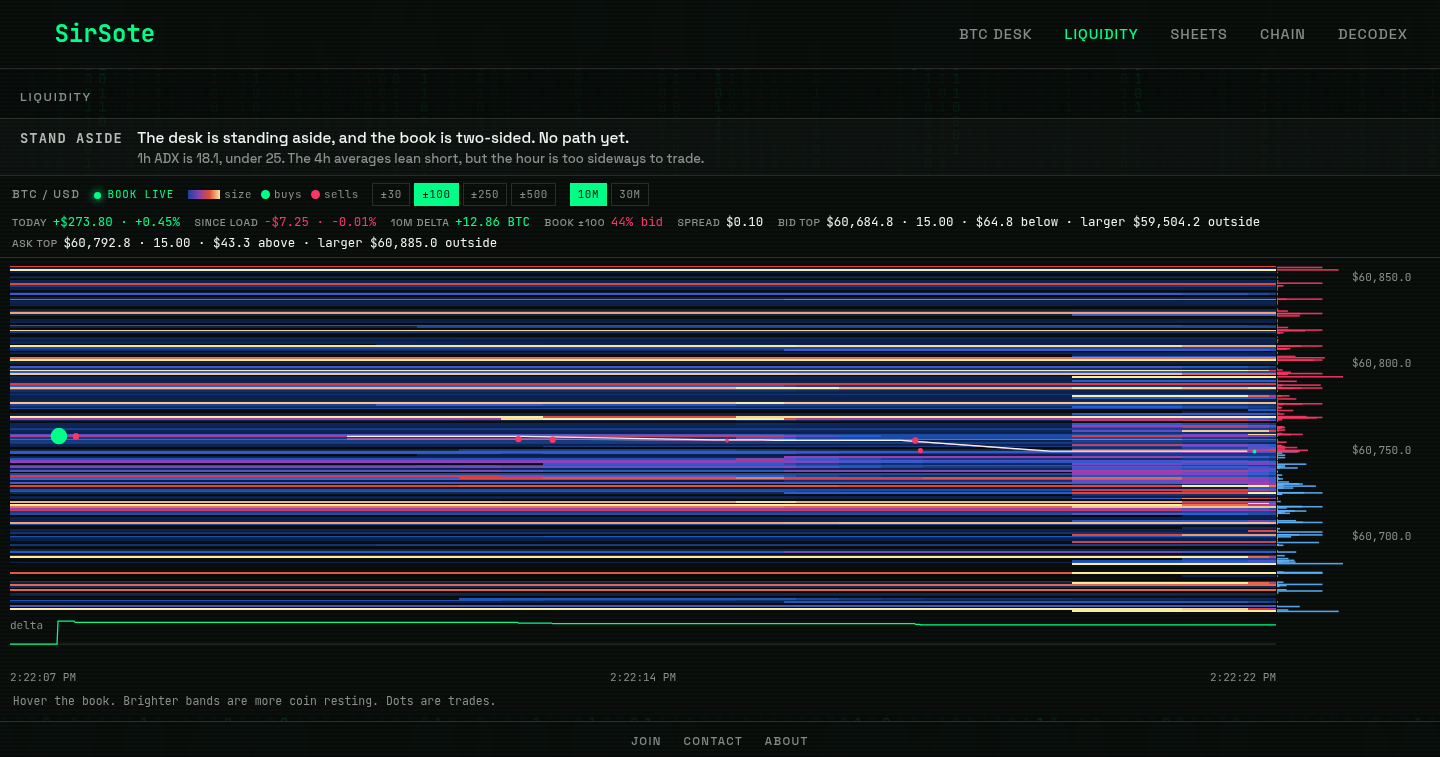 SirSote
BTC DESK LIQUIDITY SHEETS CHAIN DECODEX
LIQUIDITY
STAND ASIDE The desk is standing aside, and the book is two-sided. No path yet.
1h ADX is 18.1, under 25. The 4h averages lean short, but the hour is too sideways to trade.
BTC / USD BOOK LIVE size buys sells ±30 ±100 ±250 ±500 10M 30M
TODAY +$273.80 · +0.45% SINCE LOAD -$7.25 · -0.01% 10M DELTA +12.86 BTC BOOK ±100 44% bid SPREAD $0.10 BID TOP $60,684.8 · 15.00 · $64.8 below · larger $59,504.2 outside
ASK TOP $60,792.8 · 15.00 · $43.3 above · larger $60,885.0 outside
$60,850.0
$60,800.0
$60,750.0
$60,700.0
delta
2:22:07 PM 2:22:14 PM 2:22:22 PM
Hover the book. Brighter bands are more coin resting. Dots are trades.
JOIN CONTACT ABOUT